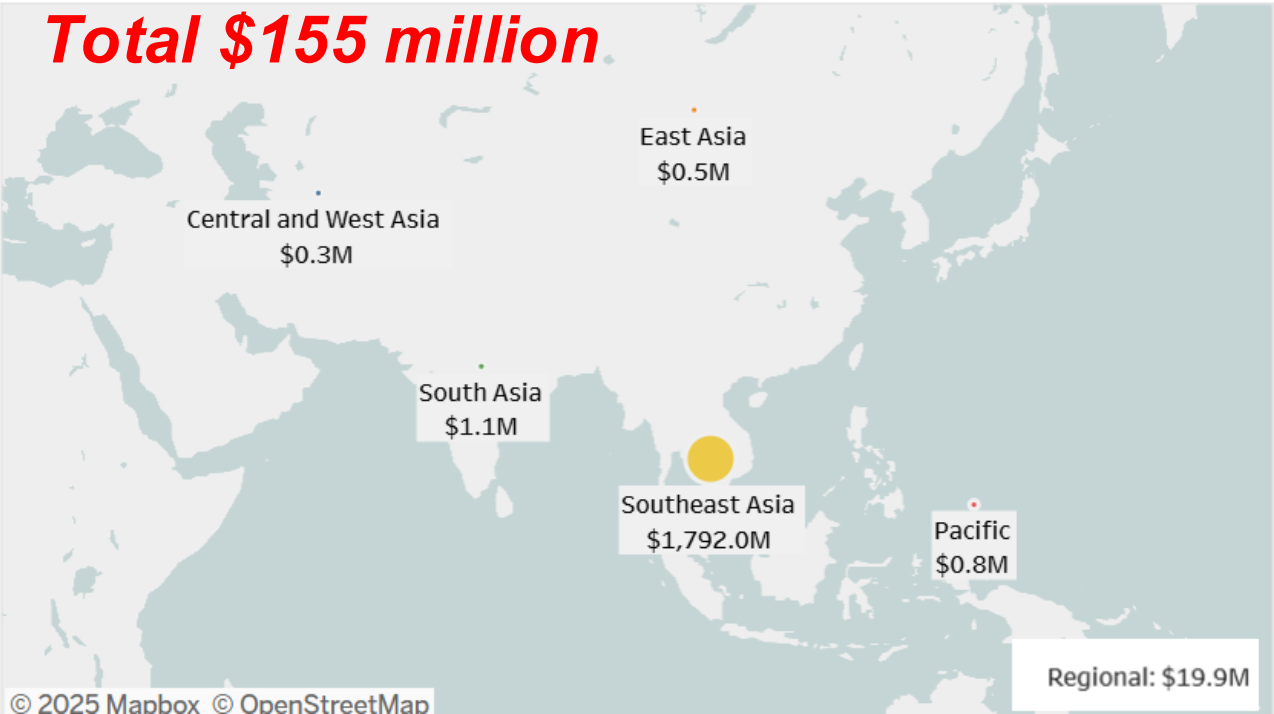 Total $155 million
East Asia
$0.5M
Central and West Asia
$0.3M
South Asia
$1.1M
Southeast Asia
$1,792.0M
Pacific
$0.8M
Regional: $19.9M
© 2025 Mapbox © OpenStreetMap